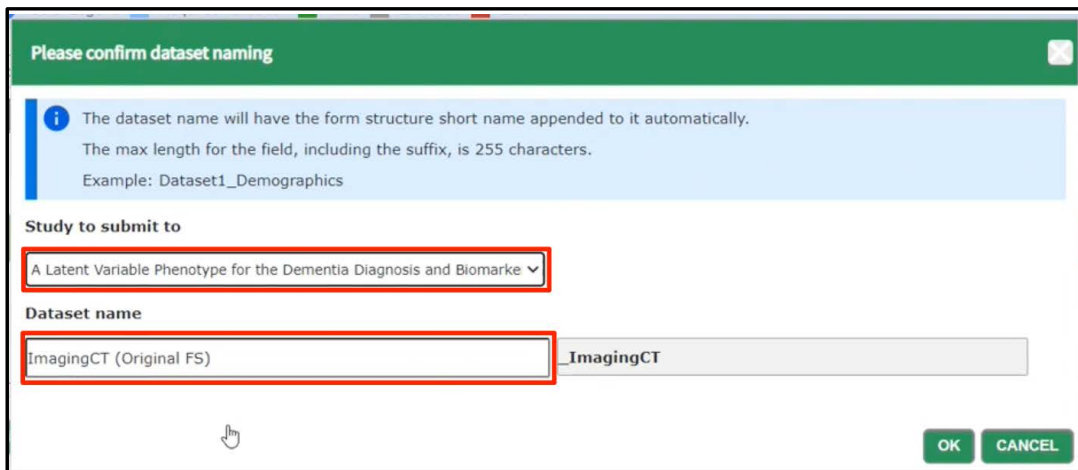 Please confirm dataset naming
The dataset name will have the form structure short name appended to it automatically.
The max length for the field, including the suffix, is 255 characters.
Example: Dataset1_Demographics
Study to submit to
A Latent Variable Phenotype for the Dementia Diagnosis and Biomarke
Dataset name
ImagingCT (Original FS) _ImagingCT
OK CANCEL